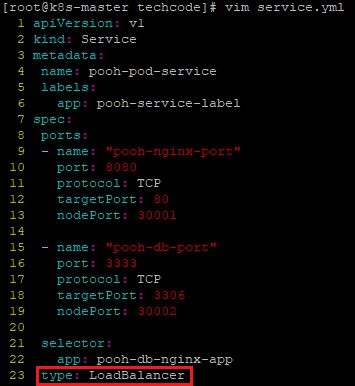 [root@k8s-master techcode]# vim service.yml
1 apiVersion: v1
2 kind: Service
3 metadata:
4   name: pooh-pod-service
5   labels:
6     app: pooh-service-label
7 spec:
8   ports:
9   - name: "pooh-nginx-port"
10     port: 8080
11     protocol: TCP
12     targetPort: 80
13     nodePort: 30001
14
15   - name: "pooh-db-port"
16     port: 3333
17     protocol: TCP
18     targetPort: 3306
19     nodePort: 30002
20
21   selector:
22     app: pooh-db-nginx-app
23   type: LoadBalancer